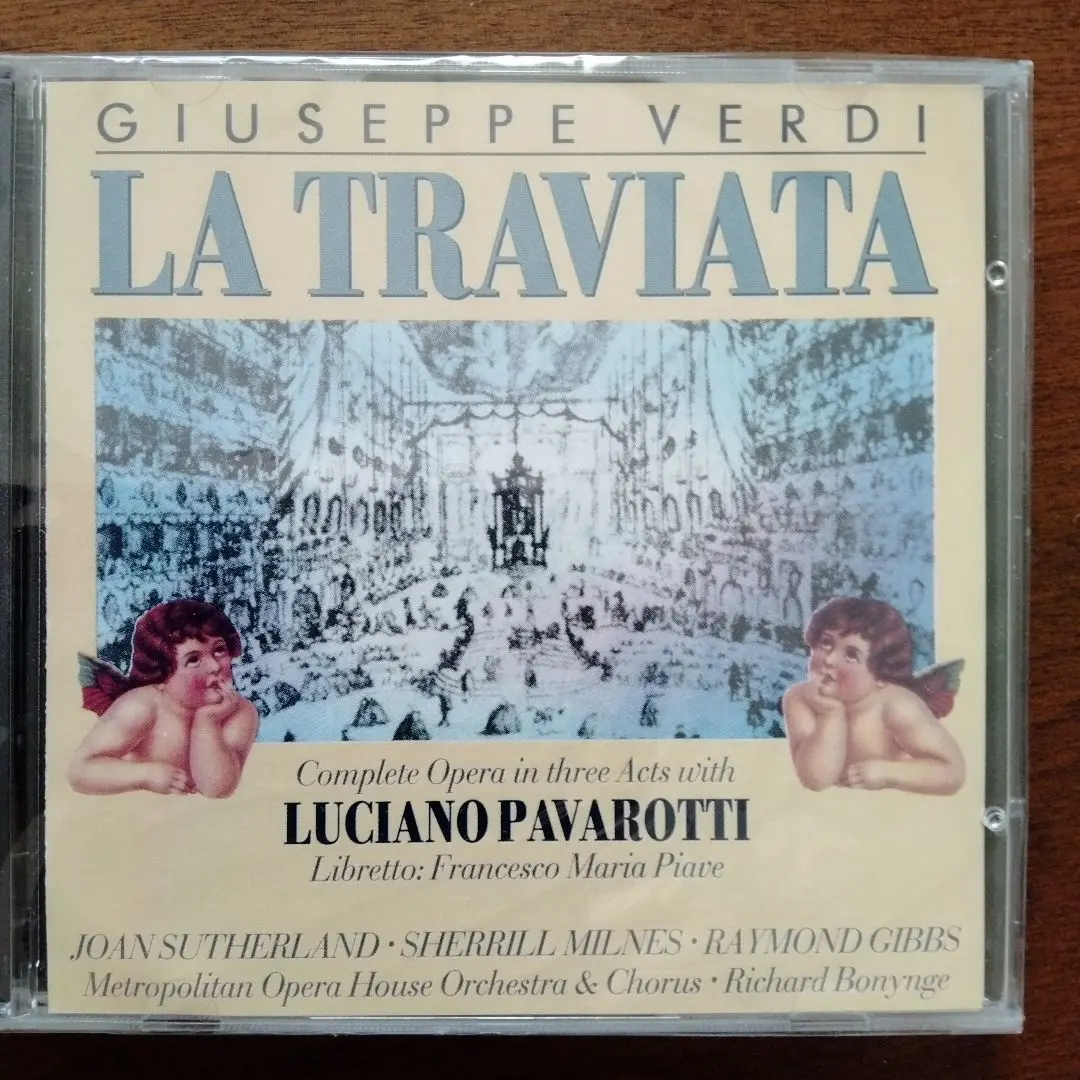 GIUSEPPE VERDI
LA TRAVIATA
Complete Opera in three Acts with
LUCIANO PAVAROTTI
Libretto: Francesco Maria Piave
JOAN SUTHERLAND · SHERRILL MILNES · RAYMOND GIBBS
Metropolitan Opera House Orchestra & Chorus · Richard Bonynge